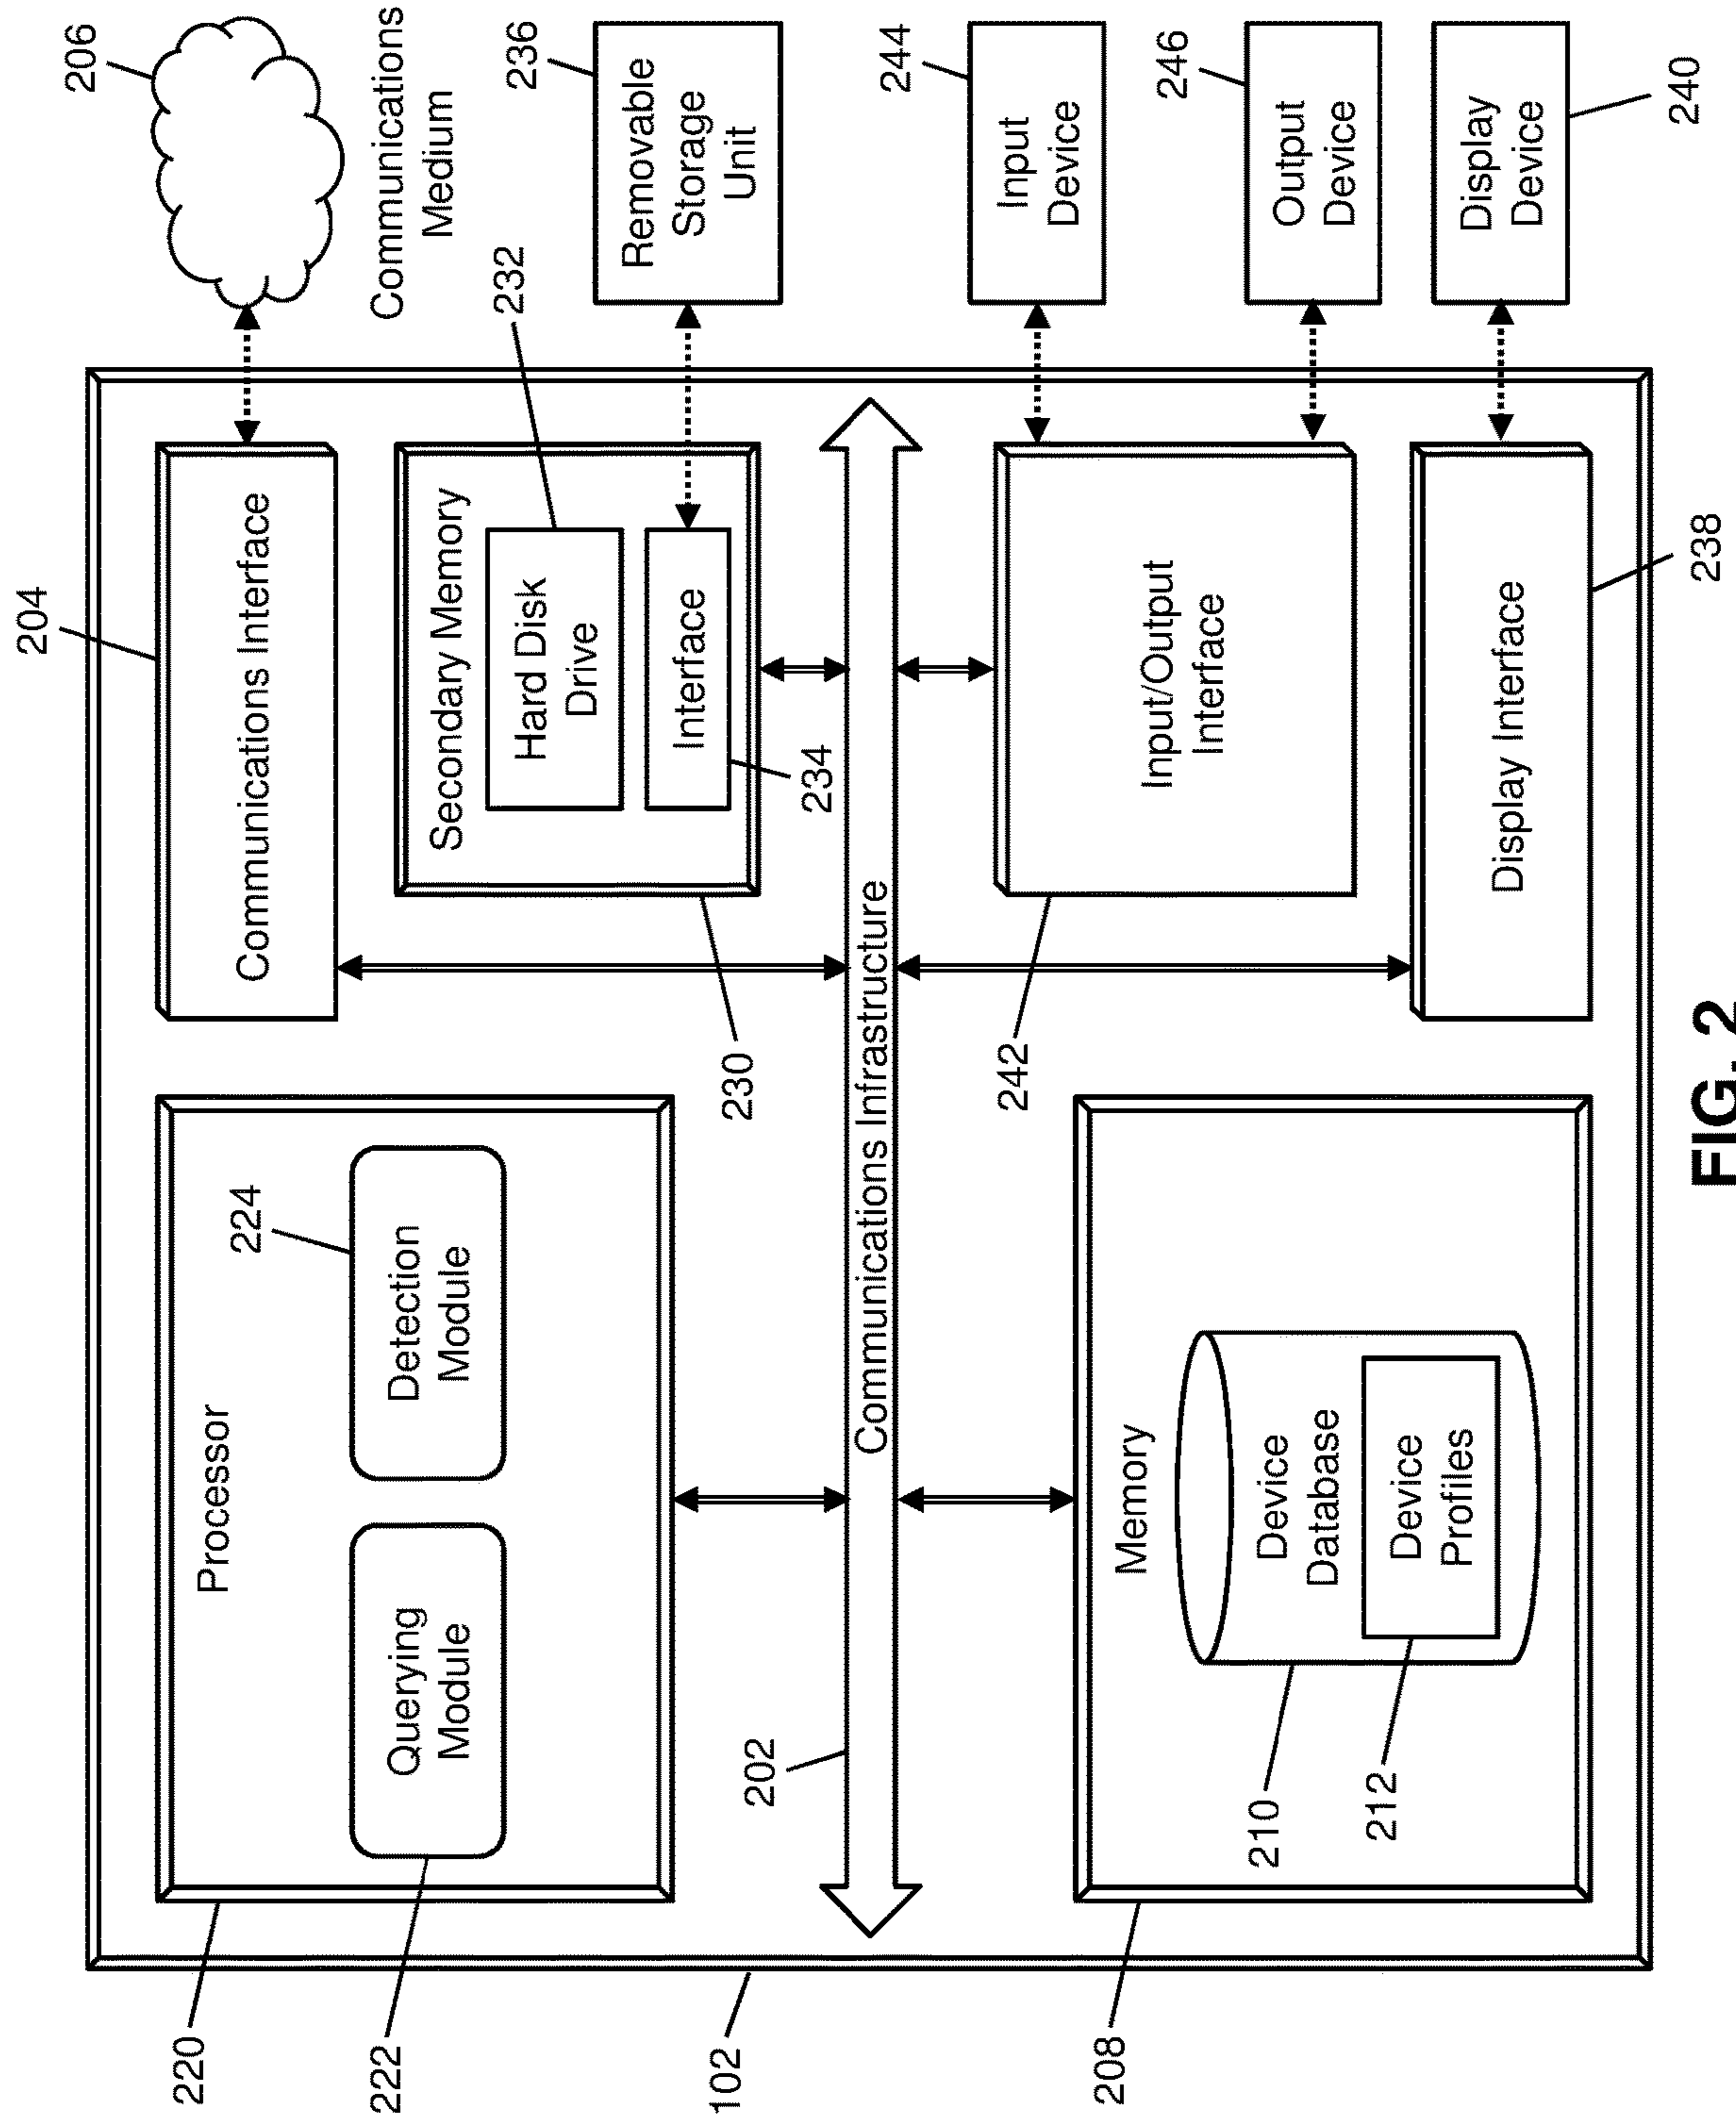 220
222
102
208
Processor
Querying
Module
Detection
Module
224
202
Communications Infrastructure
Memory
Device
Database
Device
Profiles
210
212
204
Communications Interface
230
Secondary Memory
Hard Disk
Drive
Interface
232
234
242
Input/Output
Interface
Display Interface
238
206
Communications
Medium
236
Removable
Storage
Unit
244
Input
Device
246
Output
Device
Display
Device
240
FIG. 2